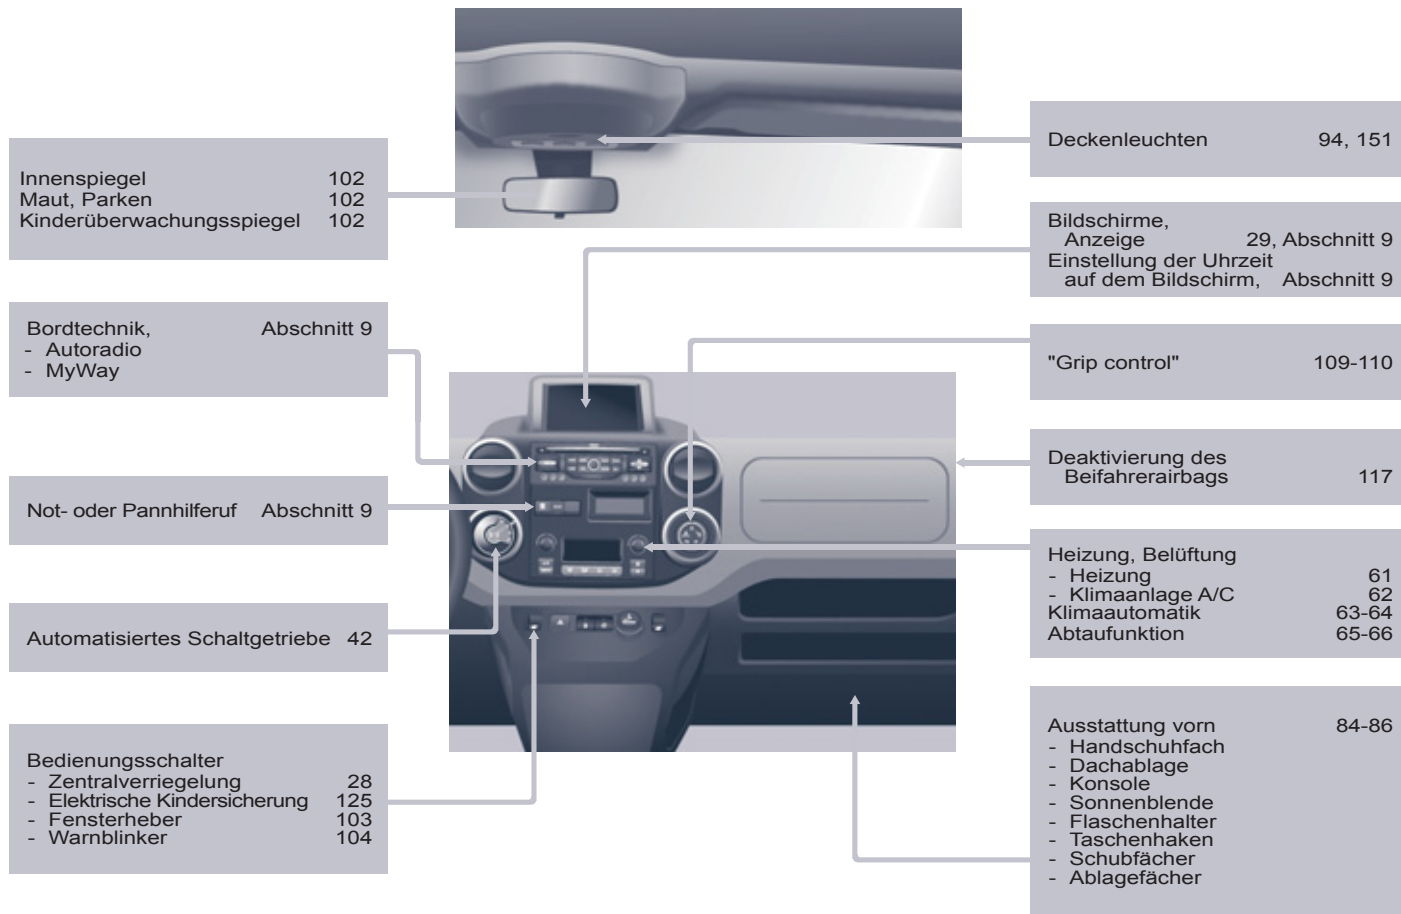 Innenspiegel 102
Maut, Parken 102
Kinderüberwachungsspiegel 102
Bordtechnik, Abschnitt 9
- Autoradio
- MyWay
Not- oder Pannhilferuf Abschnitt 9
Automatisiertes Schaltgetriebe 42
Bedienungsschalter
- Zentralverriegelung 28
- Elektrische Kindersicherung 125
- Fensterheber 103
- Warnblinker 104
Deckenleuchten 94, 151
Bildschirme,
Anzeige 29, Abschnitt 9
Einstellung der Uhrzeit
auf dem Bildschirm, Abschnitt 9
"Grip control" 109-110
Deaktivierung des
Beifahrerairbags 117
Heizung, Belüftung
- Heizung 61
- Klimaanlage A/C 62
Klimaautomatik 63-64
Abtaufunktion 65-66
Ausstattung vorn 84-86
- Handschuhfach
- Dachablage
- Konsole
- Sonnenblende
- Flaschenhalter
- Taschenhaken
- Schubfächer
- Ablagefächer